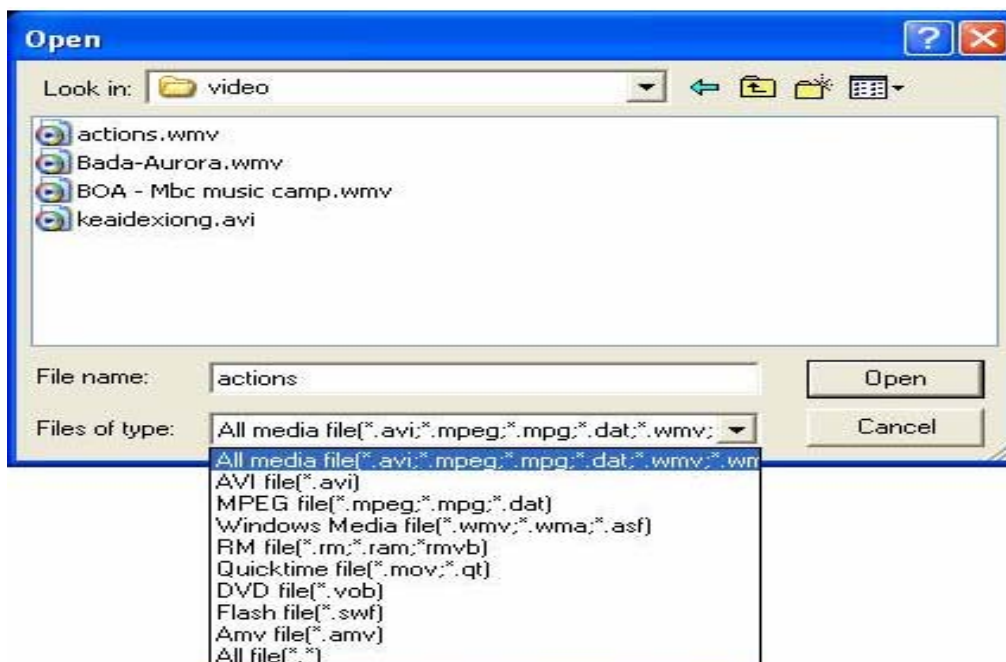 Open
Look in: video
actions.wmv
Bada-Aurora.wmv
BOA - Mbc music camp.wmv
keaidexiong.avi
File name: actions Open
Files of type: All media file(*.avi;*.mpeg;*.mpg;*.dat;*.wmv; Cancel
All media file(*.avi;*.mpeg;*.mpg;*.dat;*.wmv;*.wm
AVI file(*.avi)
MPEG file(*.mpeg;*.mpg;*.dat)
Windows Media file(*.wmv;*.wma;*.asf)
RM file(*.rm;*.ram;*rmvb)
Quicktime file(*.mov;*.qt)
DVD file(*.vob)
Flash file(*.swf)
Amv file(*.amv)
All file(*.*)